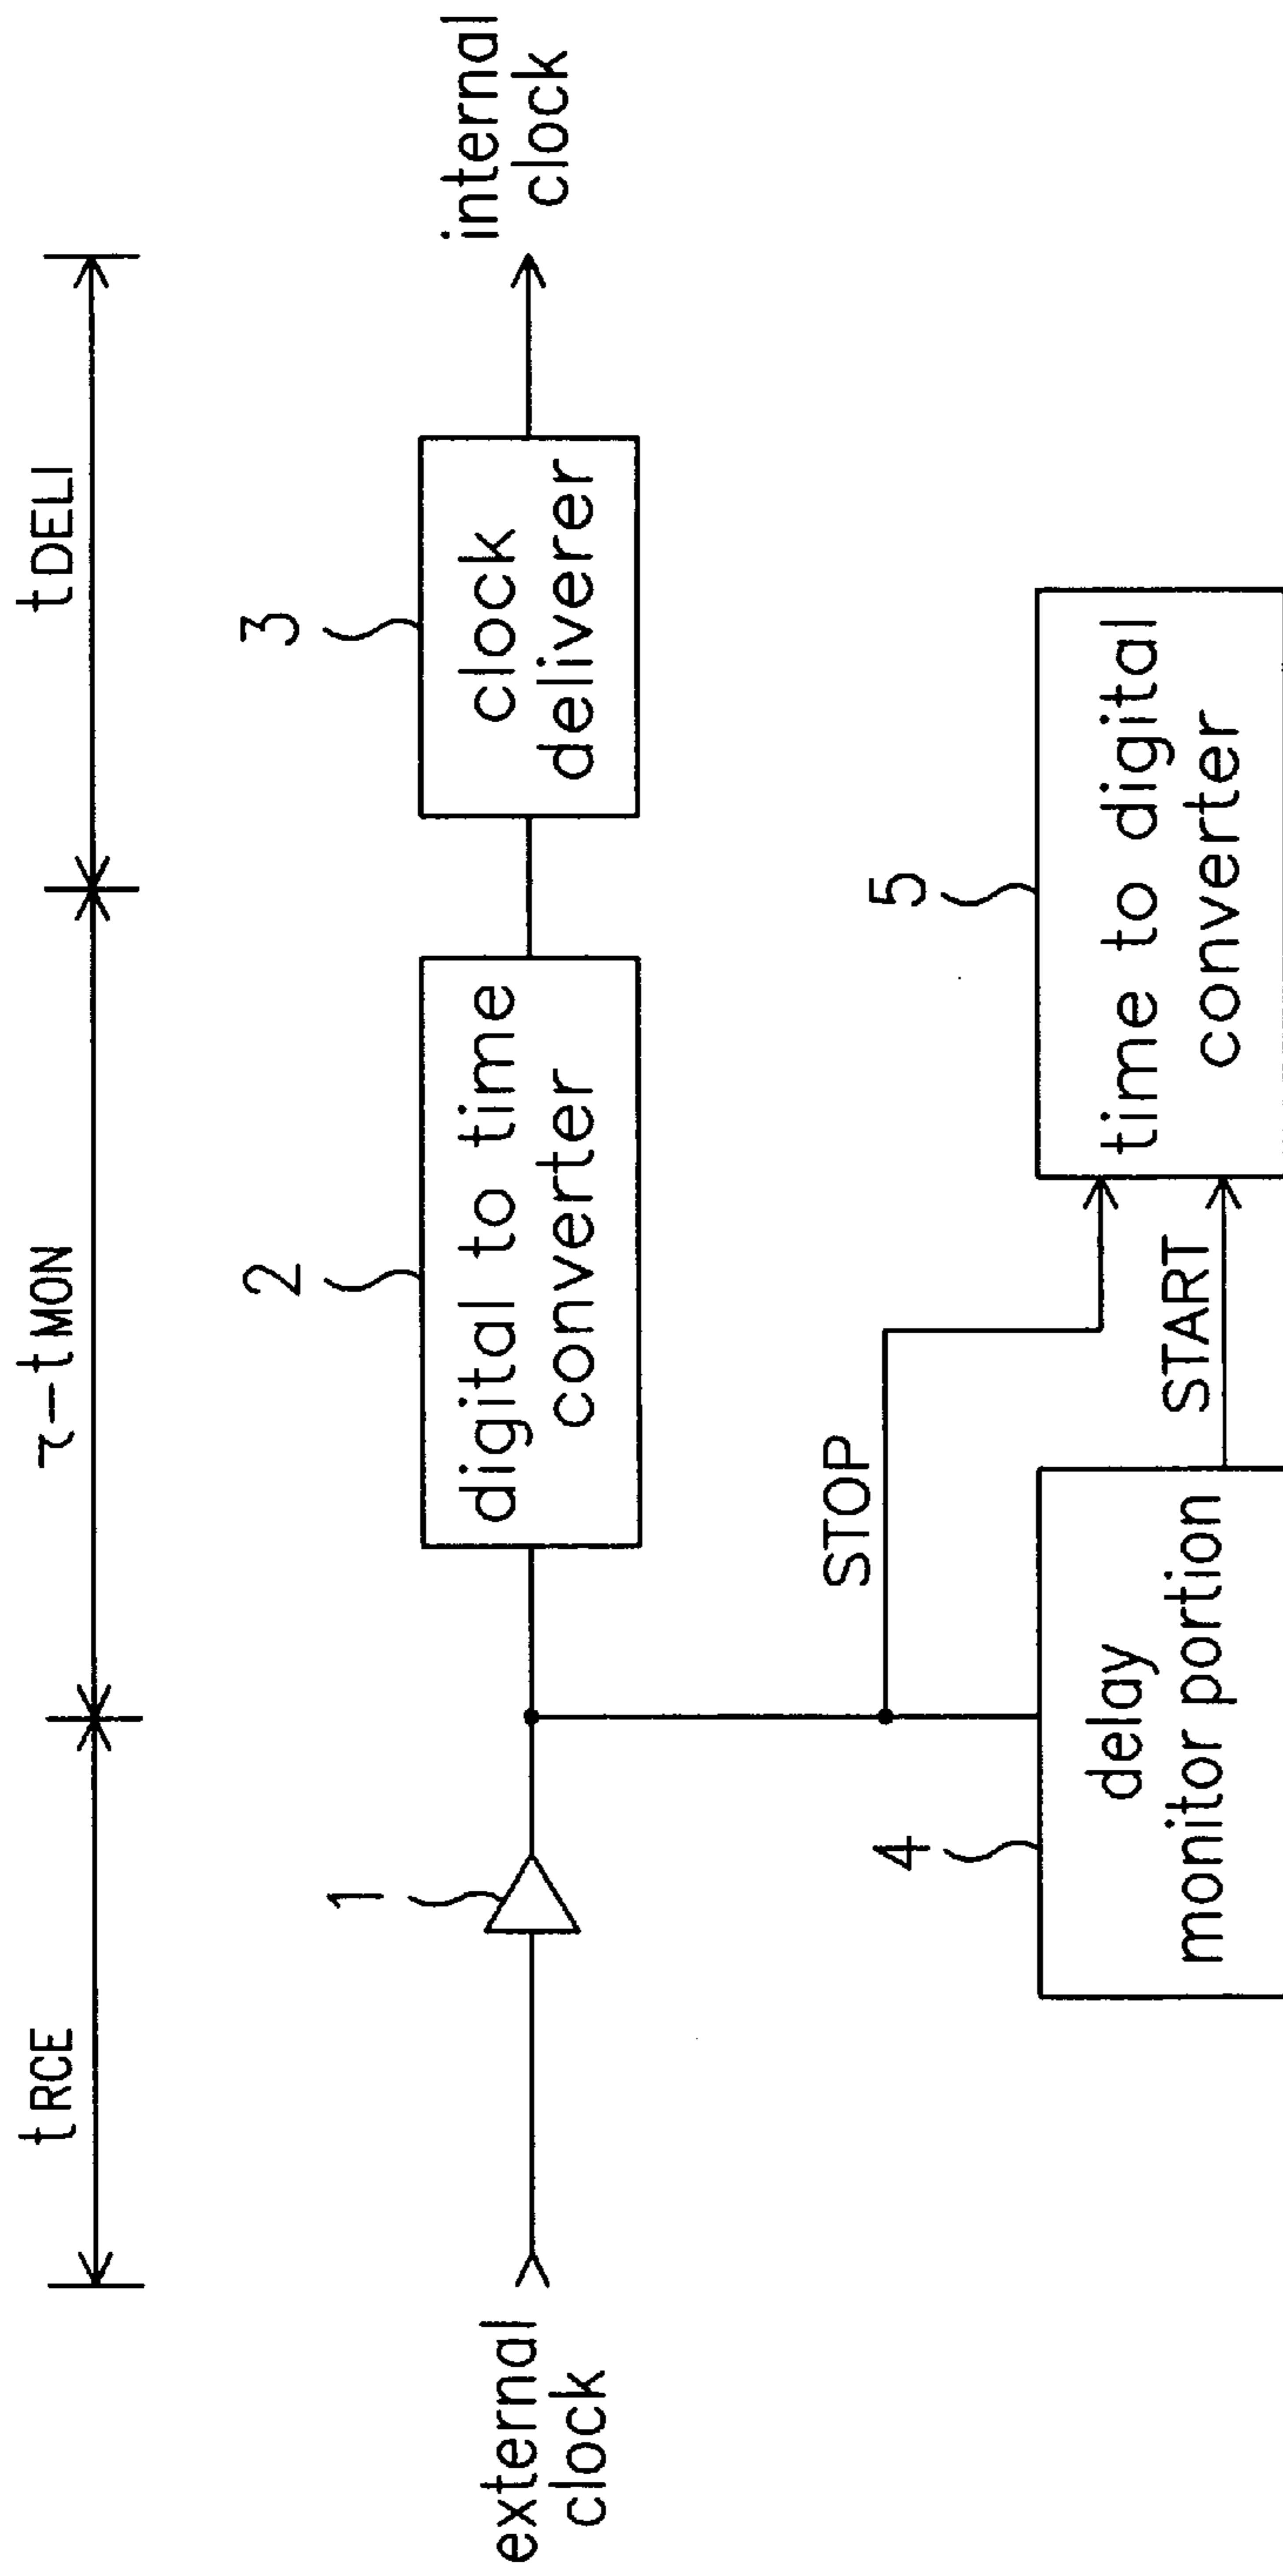 tRCE
τ-tMON
tDELI
external
clock
1
2
digital to time
converter
3
clock
deliverer
internal
clock
STOP
START
4
delay
monitor portion
5
time to digital
converter